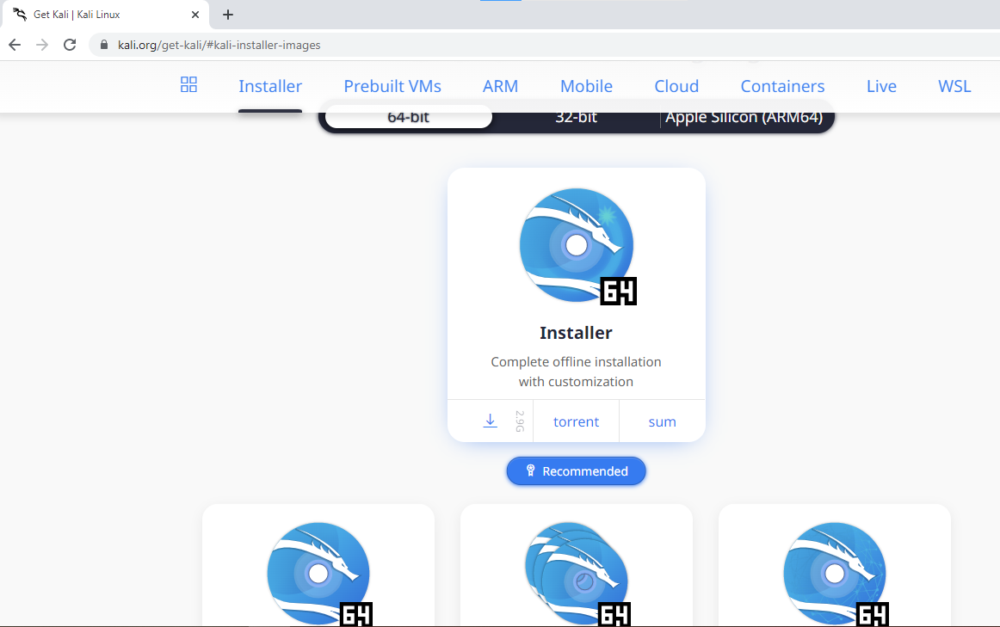 Get Kali | Kali Linux
kali.org/get-kali/#kali-installer-images
Installer Prebuilt VMs ARM Mobile Cloud Containers Live WSL
64-bit 32-bit Apple Silicon (ARM64)
64
Installer
Complete offline installation
with customization
2.9G torrent sum
Recommended
64 64 64